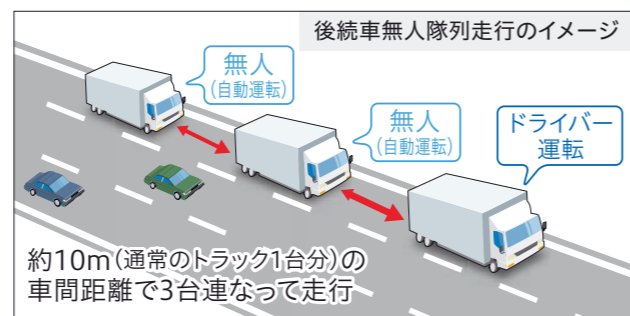 後続車無人隊列走行のイメージ
無人
(自動運転)
無人
(自動運転)
ドライバー
運転
約10m(通常のトラック1台分)の
車間距離で3台連なって走行